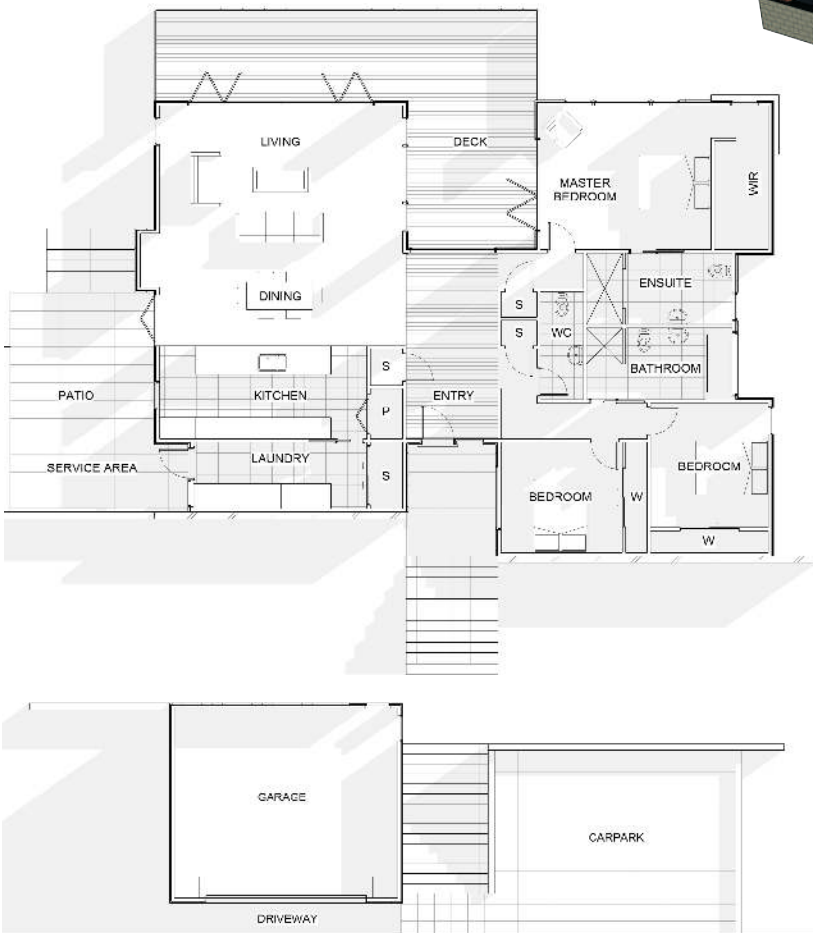 LIVING
DECK
MASTER
BEDROOM
WIR
ENSUITE
DINING
S
S
WC
BATHROOM
S
KITCHEN
PATIO
P
ENTRY
LAUNDRY
SERVICE AREA
S
BEDROOM
BEDROOM
W
W
GARAGE
CARPARK
DRIVEWAY